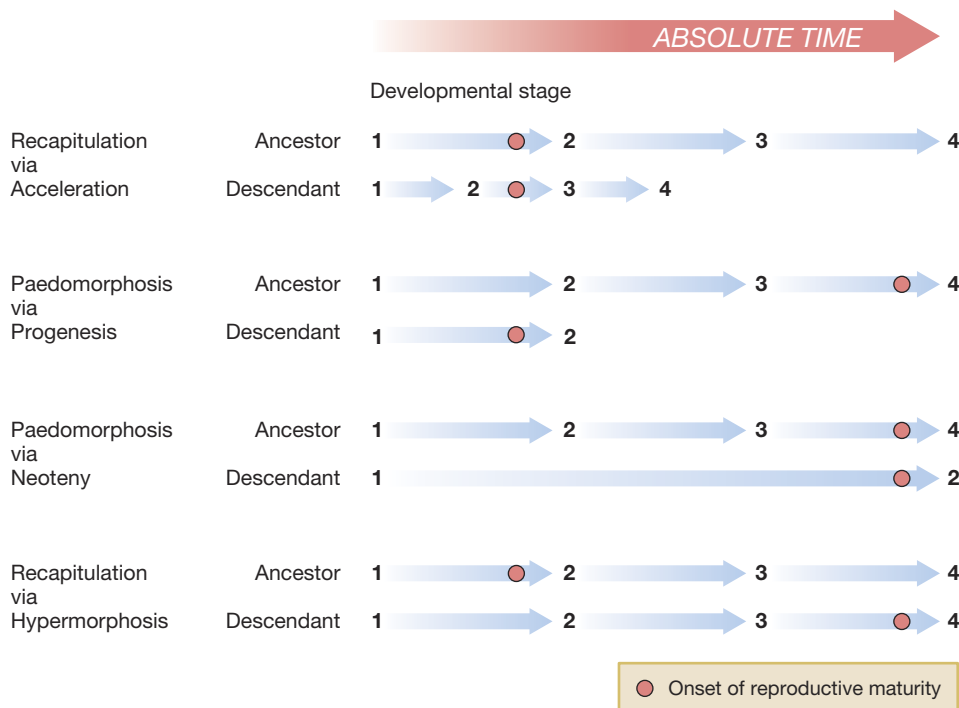 ABSOLUTE TIME
Developmental stage
Recapitulation Ancestor 1 2 3 4
via
Acceleration Descendant 1 2 3 4
Paedomorphosis Ancestor 1 2 3 4
via
Progenesis Descendant 1 2
Paedomorphosis Ancestor 1 2 3 4
via
Neoteny Descendant 1 2
Recapitulation Ancestor 1 2 3 4
via
Hypermorphosis Descendant 1 2 3 4
Onset of reproductive maturity